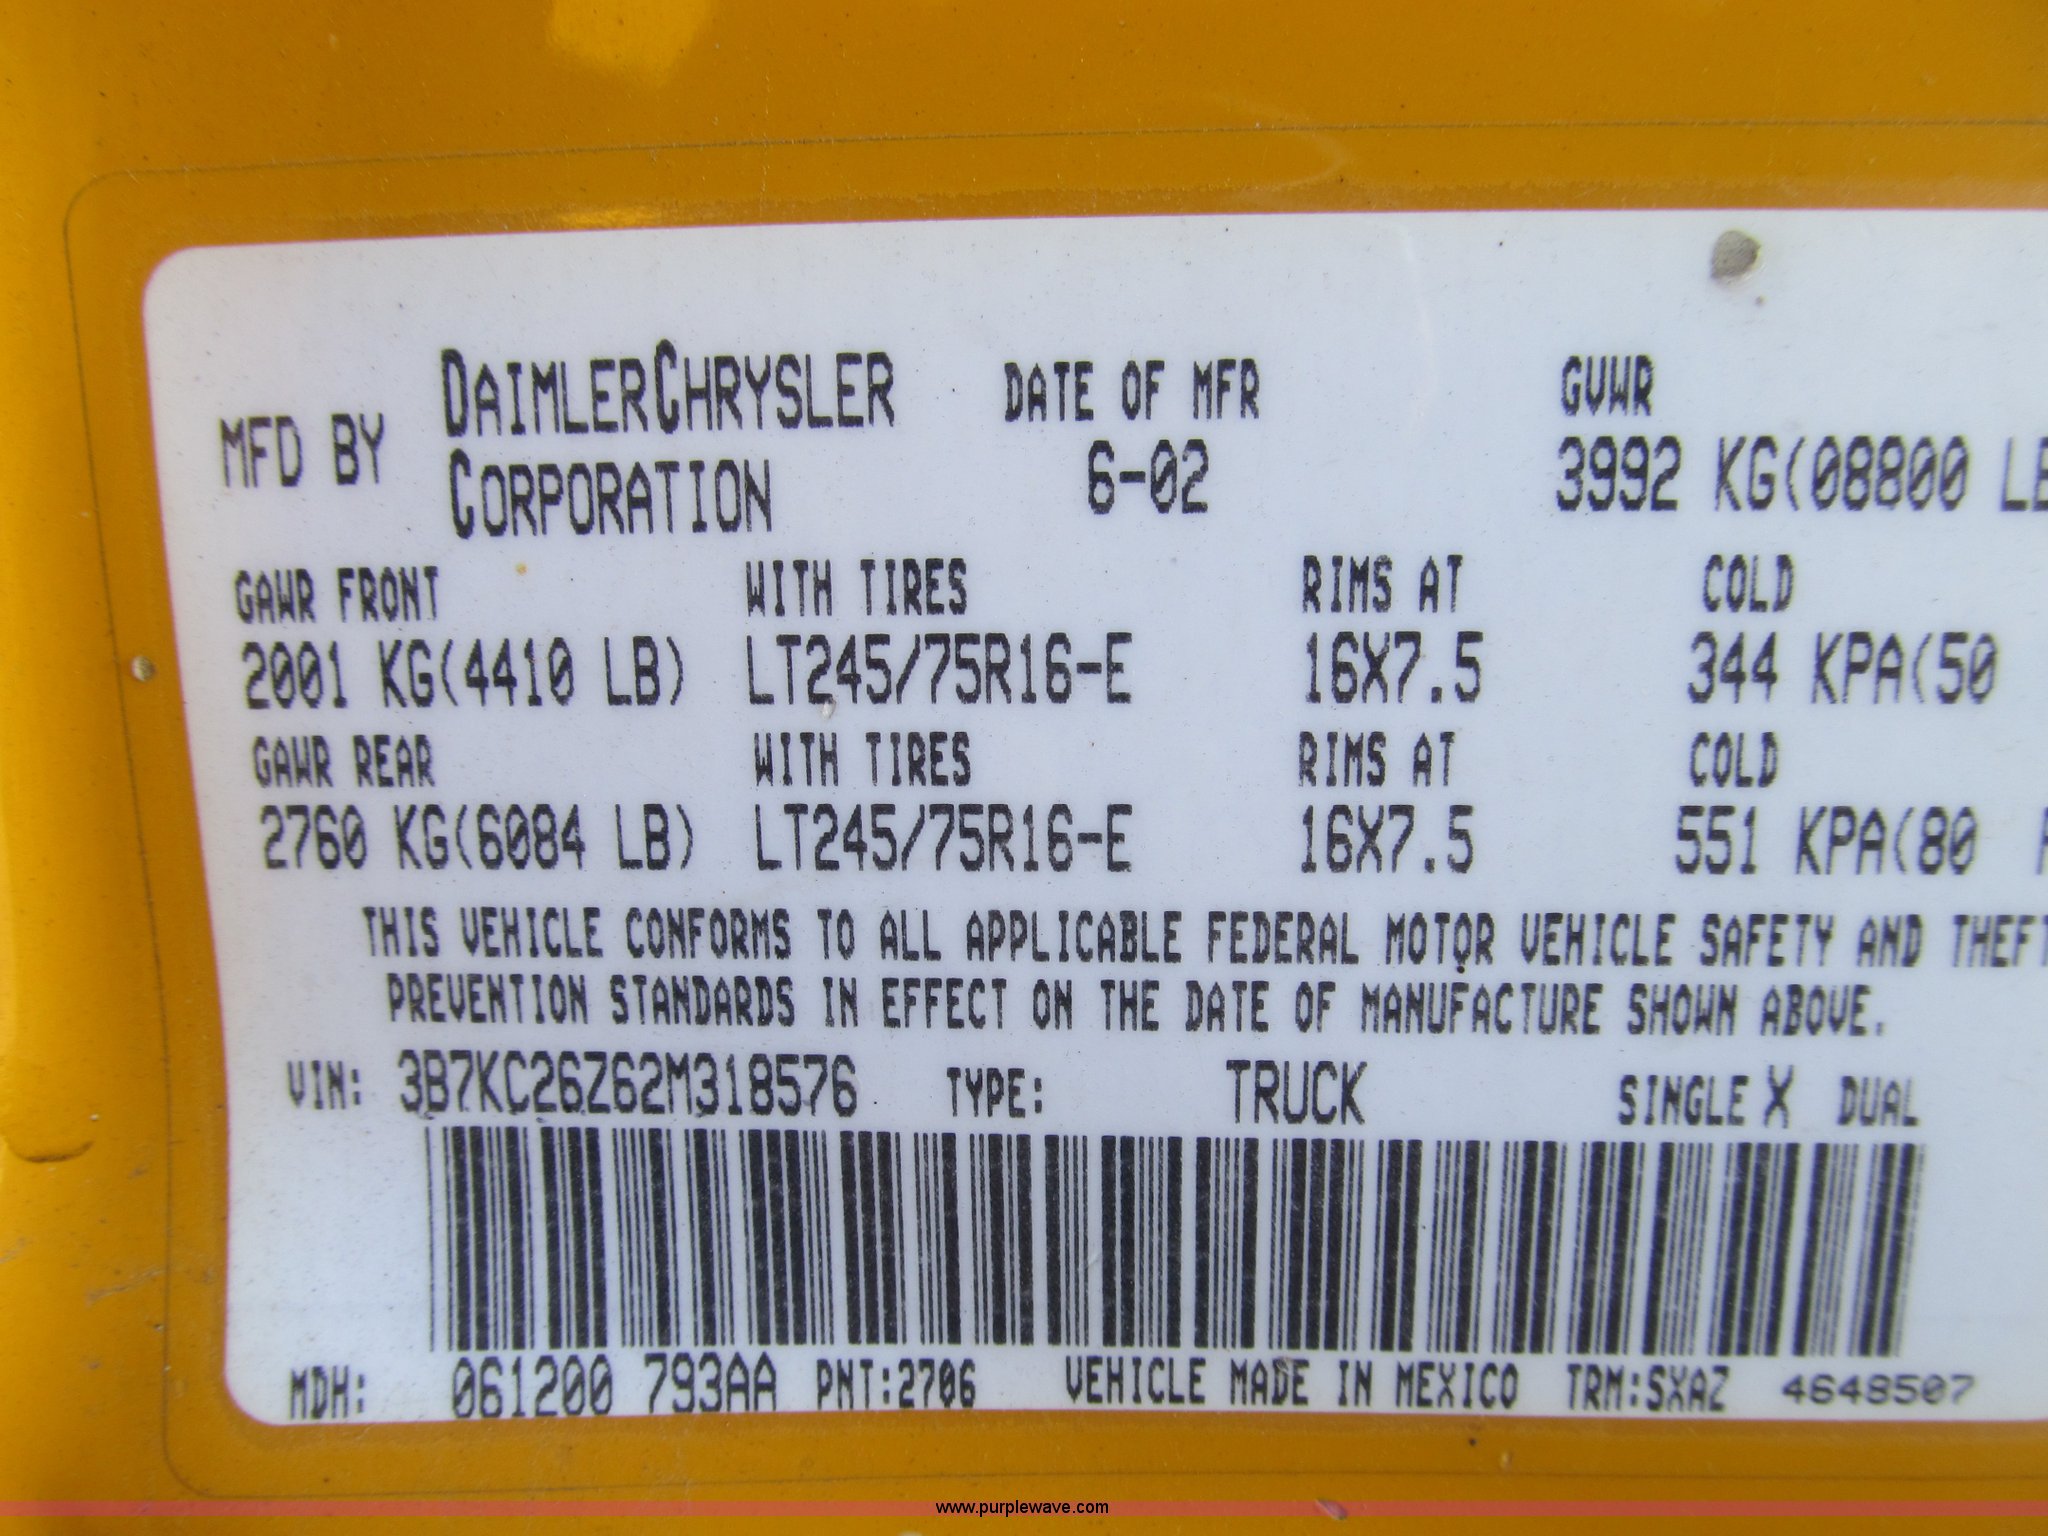 MFD BY DAIMLERCHRYSLER CORPORATION DATE OF MFR 6-02 GVWR 3992 KG(08800 LB
GAWR FRONT WITH TIRES RIMS AT COLD
2001 KG(4410 LB) LT245/75R16-E 16X7.5 344 KPA(50
GAWR REAR WITH TIRES RIMS AT COLD
2760 KG(6084 LB) LT245/75R16-E 16X7.5 551 KPA(80
THIS VEHICLE CONFORMS TO ALL APPLICABLE FEDERAL MOTOR VEHICLE SAFETY AND THEFT
PREVENTION STANDARDS IN EFFECT ON THE DATE OF MANUFACTURE SHOWN ABOVE.
VIN: 3B7KC26Z62M318576 TYPE: TRUCK SINGLE X DUAL
MDH: 061200 793AA PNT:2706 VEHICLE MADE IN MEXICO TRM:SXAZ 4648507
www.purplewave.com